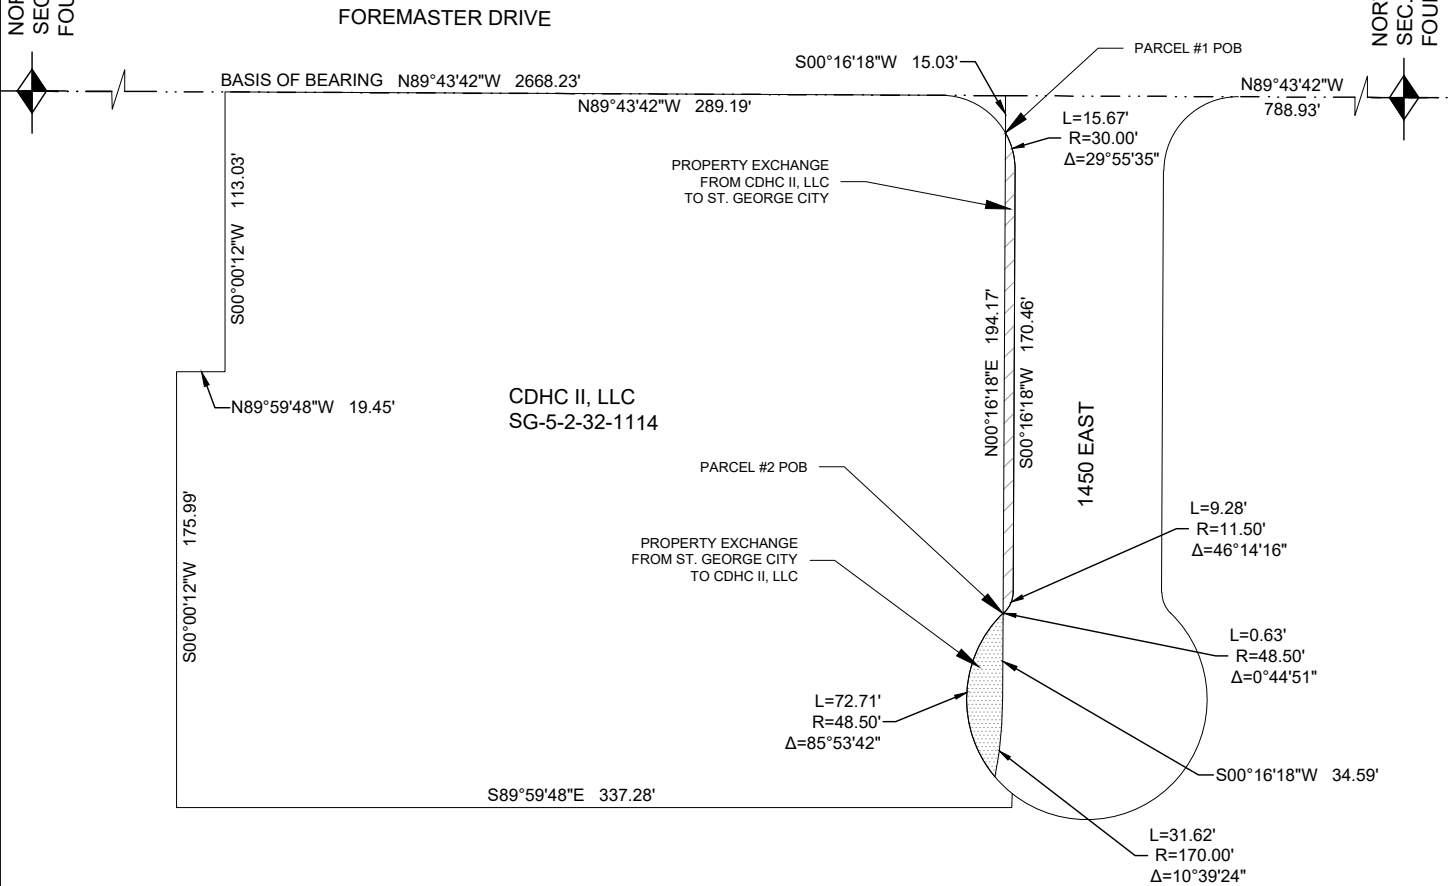 NOR
SEC.
FOU
FOREMASTER DRIVE
NOR
SEC.
FOU
PARCEL #1 POB
S00°16'18"W 15.03'
BASIS OF BEARING N89°43'42"W 2668.23'
N89°43'42"W
788.93'
N89°43'42"W 289.19'
L=15.67'
R=30.00'
Δ=29°55'35"
PROPERTY EXCHANGE
FROM CDHC II, LLC
TO ST. GEORGE CITY
S00°00'12"W 113.03'
N00°16'18"E 194.17'
S00°16'18"W 170.46'
N89°59'48"W 19.45'
CDHC II, LLC
SG-5-2-32-1114
1450 EAST
PARCEL #2 POB
S00°00'12"W 175.99'
L=9.28'
R=11.50'
Δ=46°14'16"
PROPERTY EXCHANGE
FROM ST. GEORGE CITY
TO CDHC II, LLC
L=0.63'
R=48.50'
Δ=0°44'51"
L=72.71'
R=48.50'
Δ=85°53'42"
S00°16'18"W 34.59'
S89°59'48"E 337.28'
L=31.62'
R=170.00'
Δ=10°39'24"